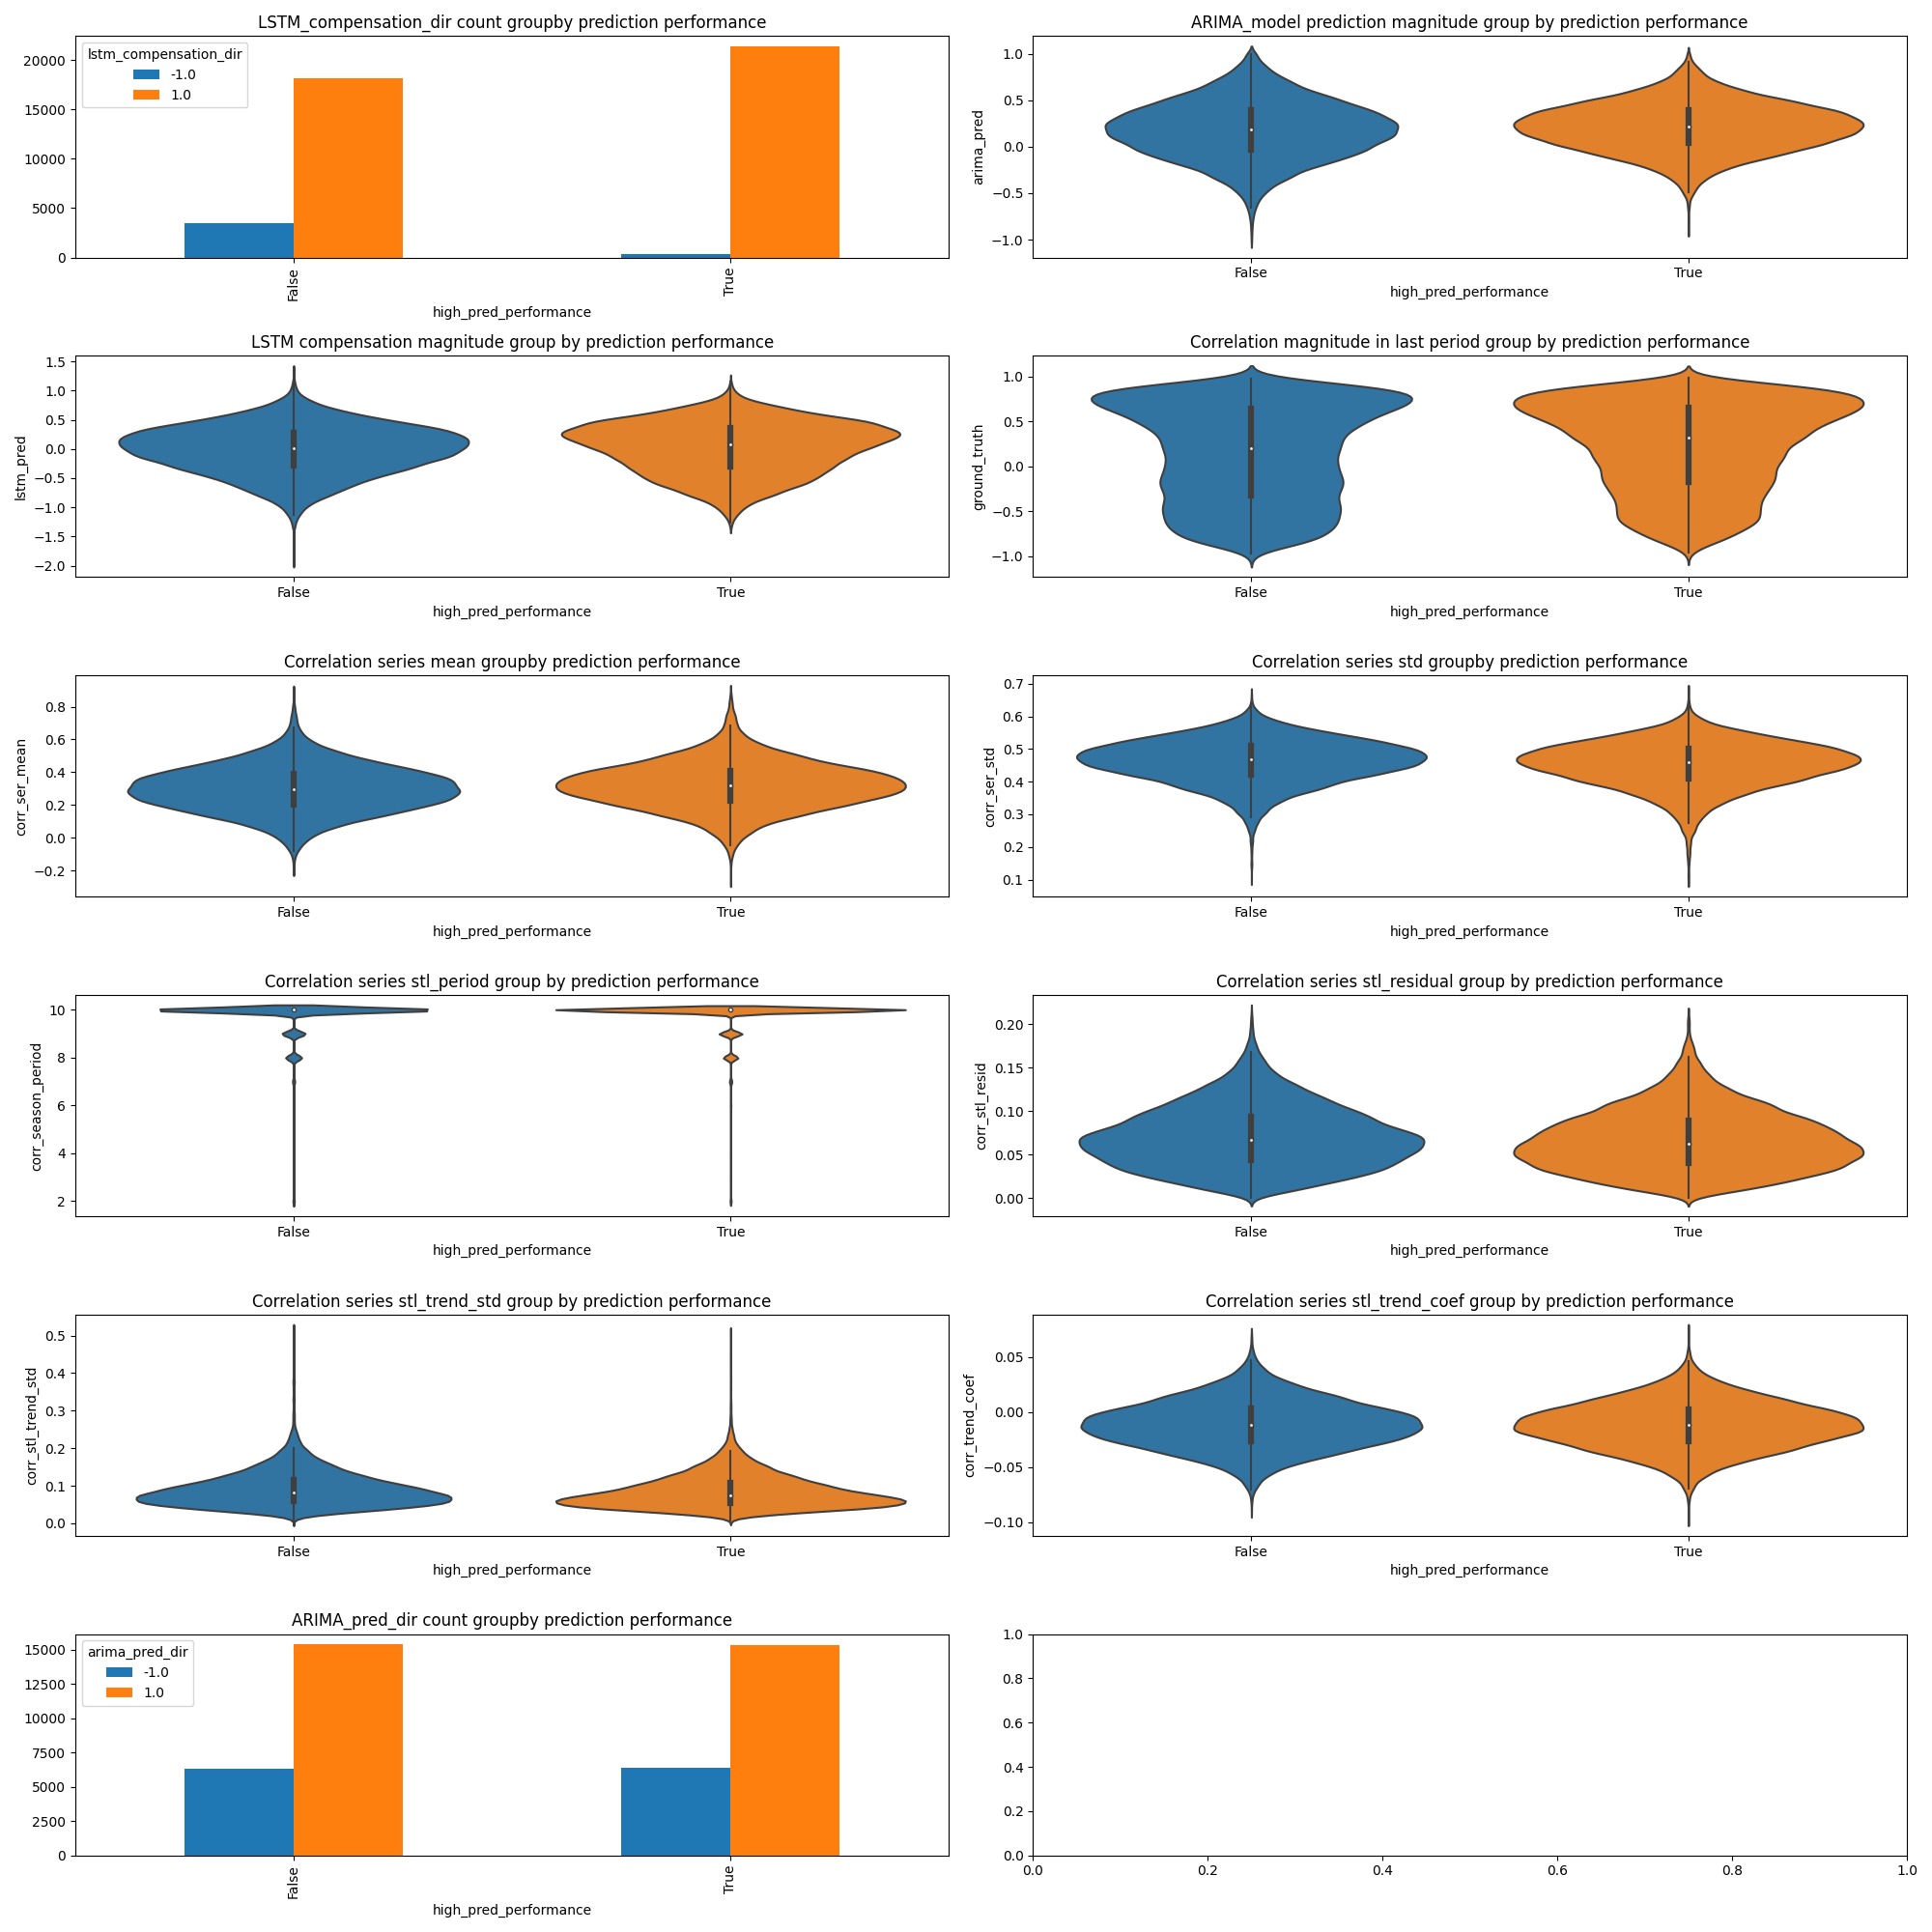 LSTM_compensation_dir count groupby prediction performance
lstm_compensation_dir
-1.0
1.0
20000
15000
10000
5000
0
False
True
high_pred_performance
ARIMA_model prediction magnitude group by prediction performance
arima_pred
1.0
0.5
0.0
−0.5
−1.0
False
True
high_pred_performance
LSTM compensation magnitude group by prediction performance
lstm_pred
1.5
1.0
0.5
0.0
−0.5
−1.0
−1.5
−2.0
False
True
high_pred_performance
Correlation magnitude in last period group by prediction performance
ground_truth
1.0
0.5
0.0
−0.5
−1.0
False
True
high_pred_performance
Correlation series mean groupby prediction performance
corr_ser_mean
0.8
0.6
0.4
0.2
0.0
−0.2
False
True
high_pred_performance
Correlation series std groupby prediction performance
corr_ser_std
0.7
0.6
0.5
0.4
0.3
0.2
0.1
False
True
high_pred_performance
Correlation series stl_period group by prediction performance
corr_season_period
10
8
6
4
2
False
True
high_pred_performance
Correlation series stl_residual group by prediction performance
corr_stl_resid
0.20
0.15
0.10
0.05
0.00
False
True
high_pred_performance
Correlation series stl_trend_std group by prediction performance
corr_stl_trend_std
0.5
0.4
0.3
0.2
0.1
0.0
False
True
high_pred_performance
Correlation series stl_trend_coef group by prediction performance
corr_trend_coef
0.05
0.00
−0.05
−0.10
False
True
high_pred_performance
ARIMA_pred_dir count groupby prediction performance
arima_pred_dir
-1.0
1.0
15000
12500
10000
7500
5000
2500
0
False
True
high_pred_performance
1.0
0.8
0.6
0.4
0.2
0.0
0.0
0.2
0.4
0.6
0.8
1.0